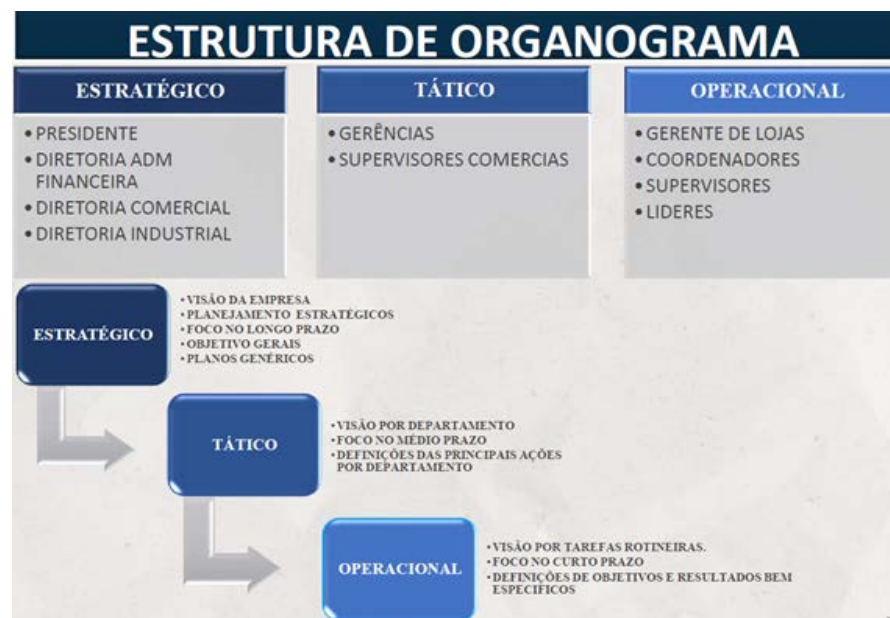 ESTRUTURA DE ORGANOGRAMA
ESTRATÉGICO
• PRESIDENTE
• DIRETORIA ADM
FINANCEIRA
• DIRETORIA COMERCIAL
• DIRETORIA INDUSTRIAL
TÁTICO
• GERÊNCIAS
• SUPERVISORES COMERCIAS
OPERACIONAL
• GERENTE DE LOJAS
• COORDENADORES
• SUPERVISORES
• LIDERES
ESTRATÉGICO
• VISÃO DA EMPRESA
• PLANEJAMENTO ESTRATÉGICOS
• FOCO NO LONGO PRAZO
• OBJETIVO GERAIS
• PLANOS GENÉRICOS
TÁTICO
• VISÃO POR DEPARTAMENTO
• FOCO NO MÉDIO PRAZO
• DEFINIÇÕES DAS PRINCIPAIS AÇÕES
POR DEPARTAMENTO
OPERACIONAL
• VISÃO POR TAREFAS ROTINEIRAS.
• FOCO NO CURTO PRAZO
• DEFINIÇÕES DE OBJETIVOS E RESULTADOS BEM
ESPECIFICOS